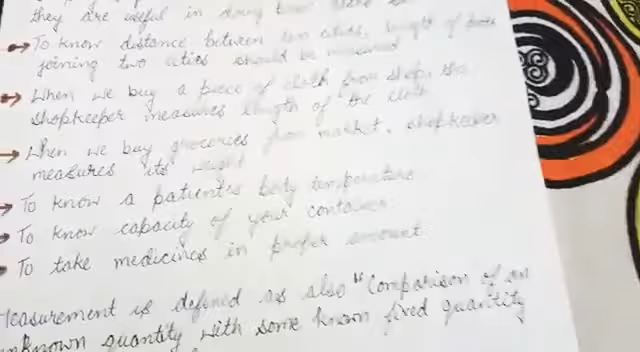 they are useful in
To know distance between two cities, length of
joining two cities should be measured
When we buy a piece of cloth from shop, the
shopkeeper measures length of the cloth
When we buy groceries from market, shopkeeper
measures its weight
To know a patient's body temperature
To know capacity of your container
To take medicines in proper amount
Measurement is defined as also "Comparison of an
unknown quantity with some known fixed quantity